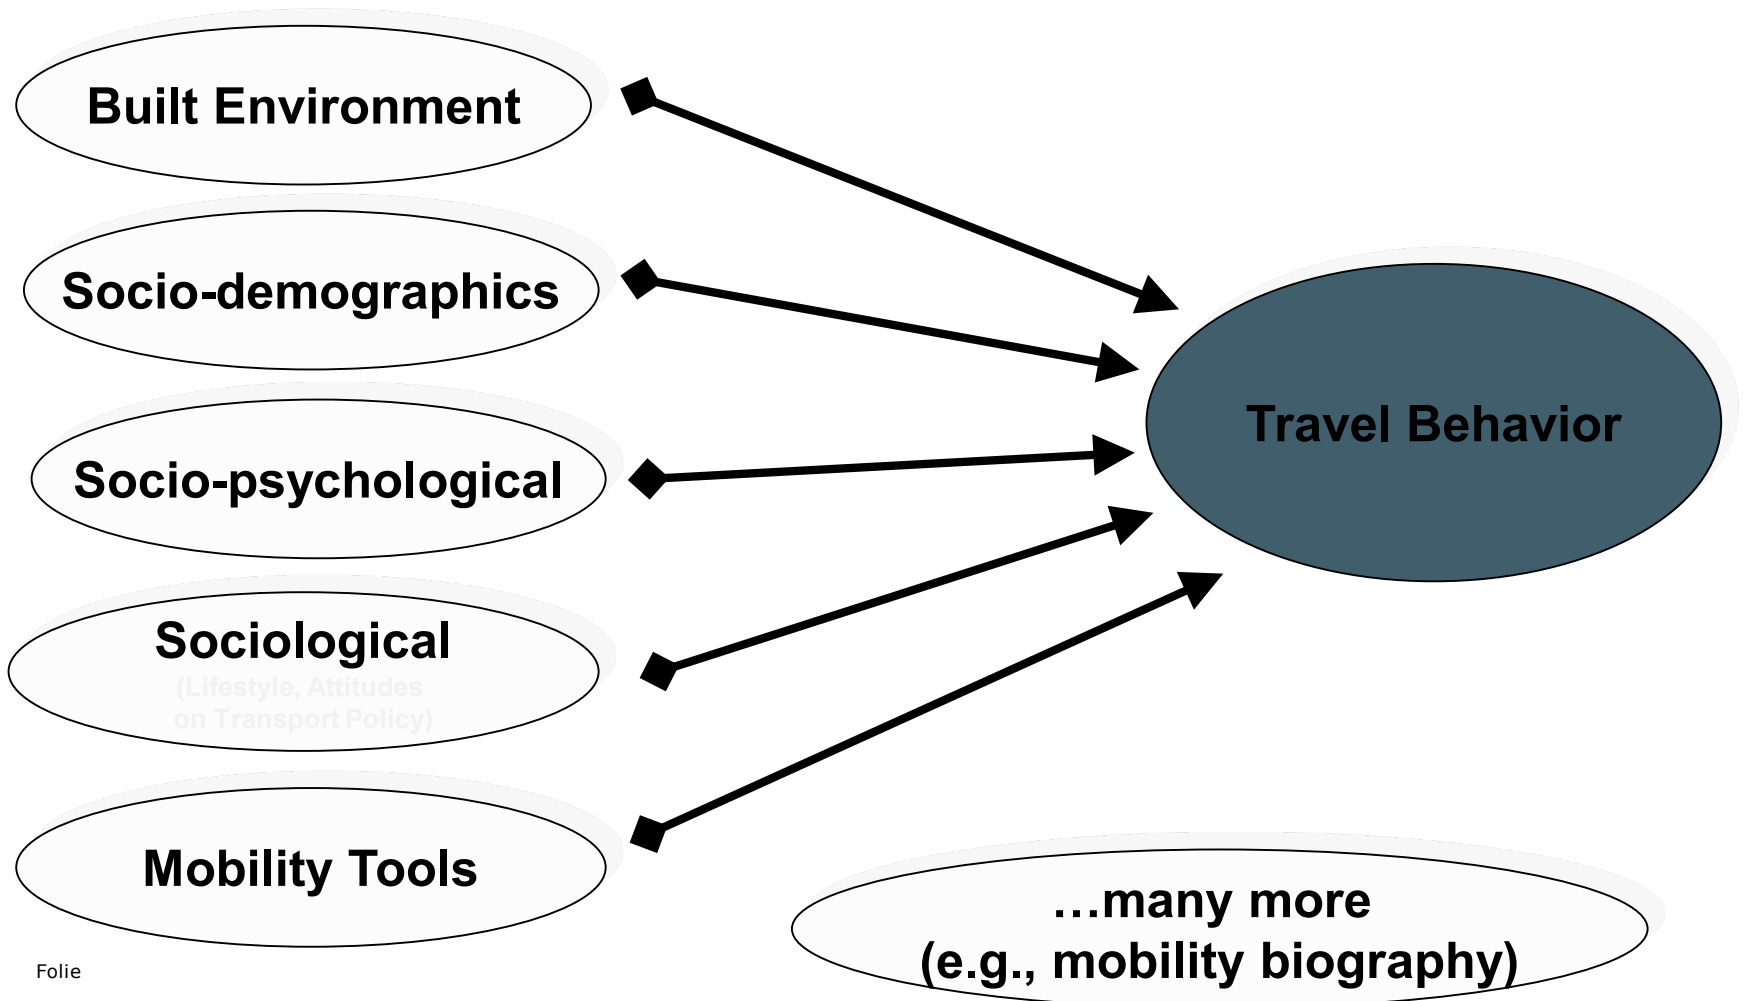 Built Environment
Socio-demographics
Travel Behavior
Socio-psychological
Sociological
(Lifestyle, Attitudes
on Transport Policy)
Mobility Tools
…many more
(e.g., mobility biography)
Folie